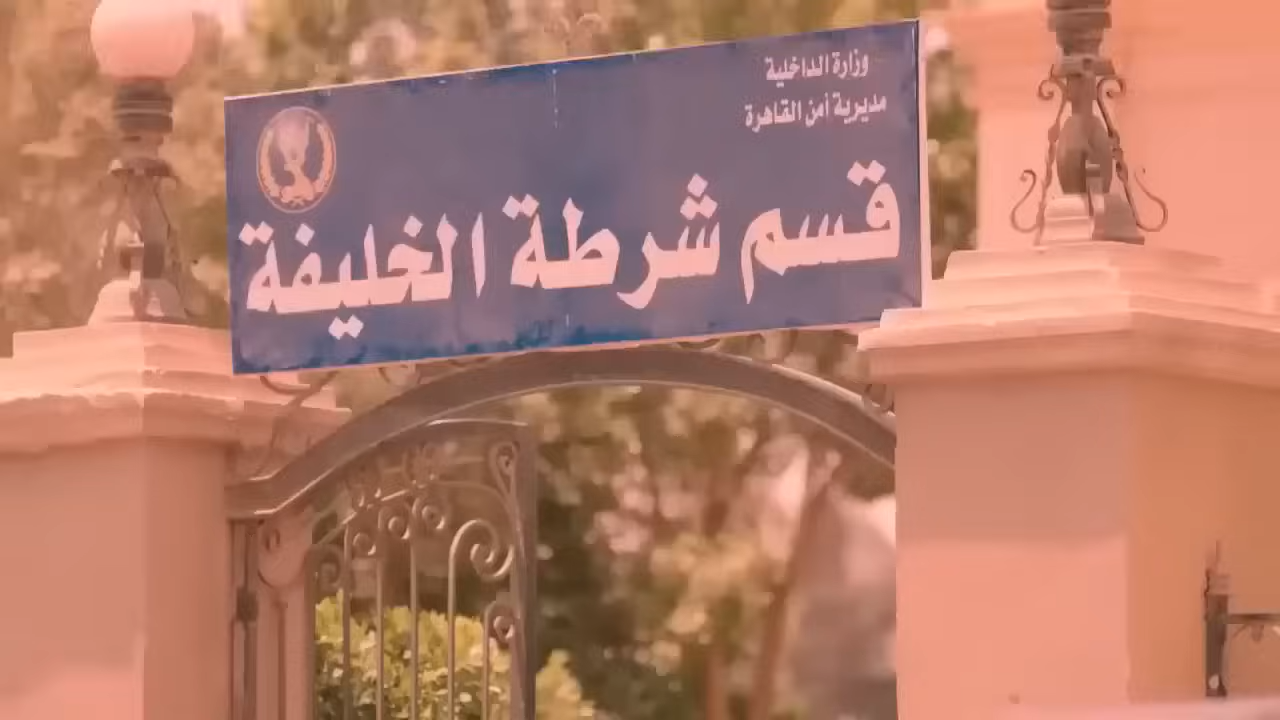 وزارة الداخلية
مديرية أمن القاهرة
قسم شرطة الخليفة